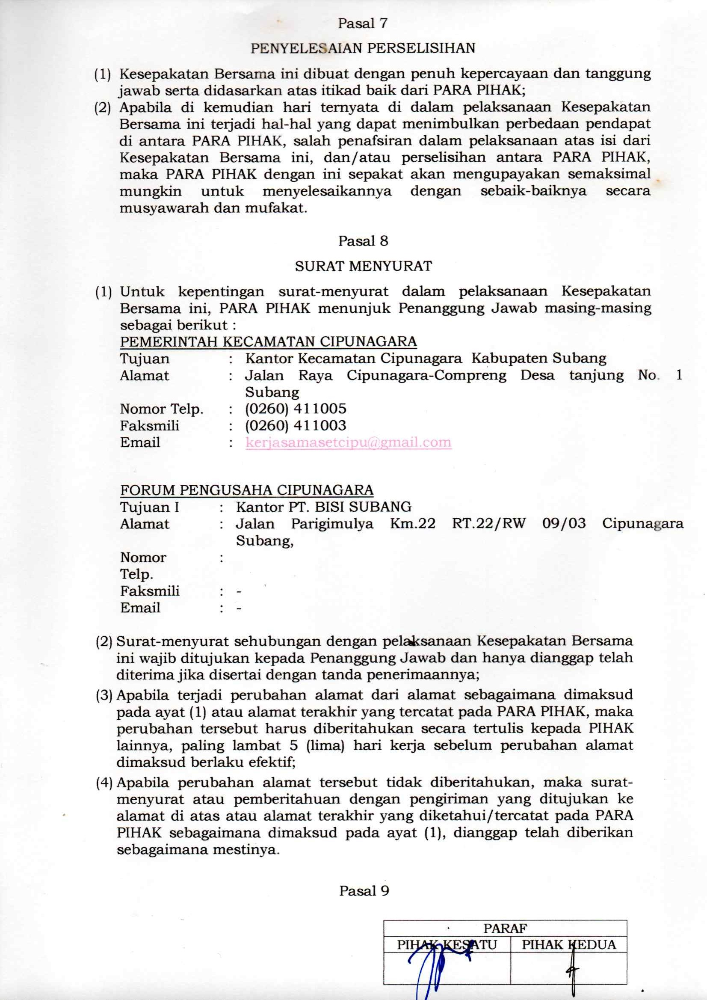 Pasal 7
PENYELESAIAN PERSELISIHAN
(1) Kesepakatan Bersama ini dibuat dengan penuh kepercayaan dan tanggung
jawab serta didasarkan atas itikad baik dari PARA PIHAK;
(2) Apabila di kemudian hari ternyata di dalam pelaksanaan Kesepakatan
Bersama ini terjadi hal-hal yang dapat menimbulkan perbedaan pendapat
di antara PARA PIHAK, salah penafsiran dalam pelaksanaan atas isi dari
Kesepakatan Bersama ini, dan/atau perselisihan antara PARA PIHAK,
maka PARA PIHAK dengan ini sepakat akan mengupayakan semaksimal
mungkin untuk menyelesaikannya dengan sebaik-baiknya secara
musyawarah dan mufakat.
Pasal 8
SURAT MENYURAT
(1) Untuk kepentingan surat-menyurat dalam pelaksanaan Kesepakatan
Bersama ini, PARA PIHAK menunjuk Penanggung Jawab masing-masing
sebagai berikut :
PEMERINTAH KECAMATAN CIPUNAGARA
Tujuan : Kantor Kecamatan Cipunagara Kabupaten Subang
Alamat : Jalan Raya Cipunagara-Compreng Desa tanjung No. 1
Subang
Nomor Telp. : (0260) 411005
Faksmili : (0260) 411003
Email : kerjasamasetcipu@gmail.com
FORUM PENGUSAHA CIPUNAGARA
Tujuan I : Kantor PT. BISI SUBANG
Alamat : Jalan Parigimulya Km.22 RT.22/RW 09/03 Cipunagara
Subang,
Nomor :
Telp.
Faksmili : -
Email : -
(2) Surat-menyurat sehubungan dengan pelaksanaan Kesepakatan Bersama
ini wajib ditujukan kepada Penanggung Jawab dan hanya dianggap telah
diterima jika disertai dengan tanda penerimaannya;
(3) Apabila terjadi perubahan alamat dari alamat sebagaimana dimaksud
pada ayat (1) atau alamat terakhir yang tercatat pada PARA PIHAK, maka
perubahan tersebut harus diberitahukan secara tertulis kepada PIHAK
lainnya, paling lambat 5 (lima) hari kerja sebelum perubahan alamat
dimaksud berlaku efektif;
(4) Apabila perubahan alamat tersebut tidak diberitahukan, maka surat-
menyurat atau pemberitahuan dengan pengiriman yang ditujukan ke
alamat di atas atau alamat terakhir yang diketahui/tercatat pada PARA
PIHAK sebagaimana dimaksud pada ayat (1), dianggap telah diberikan
sebagaimana mestinya.
Pasal 9
PARAF
PIHAK KESATU PIHAK KEDUA